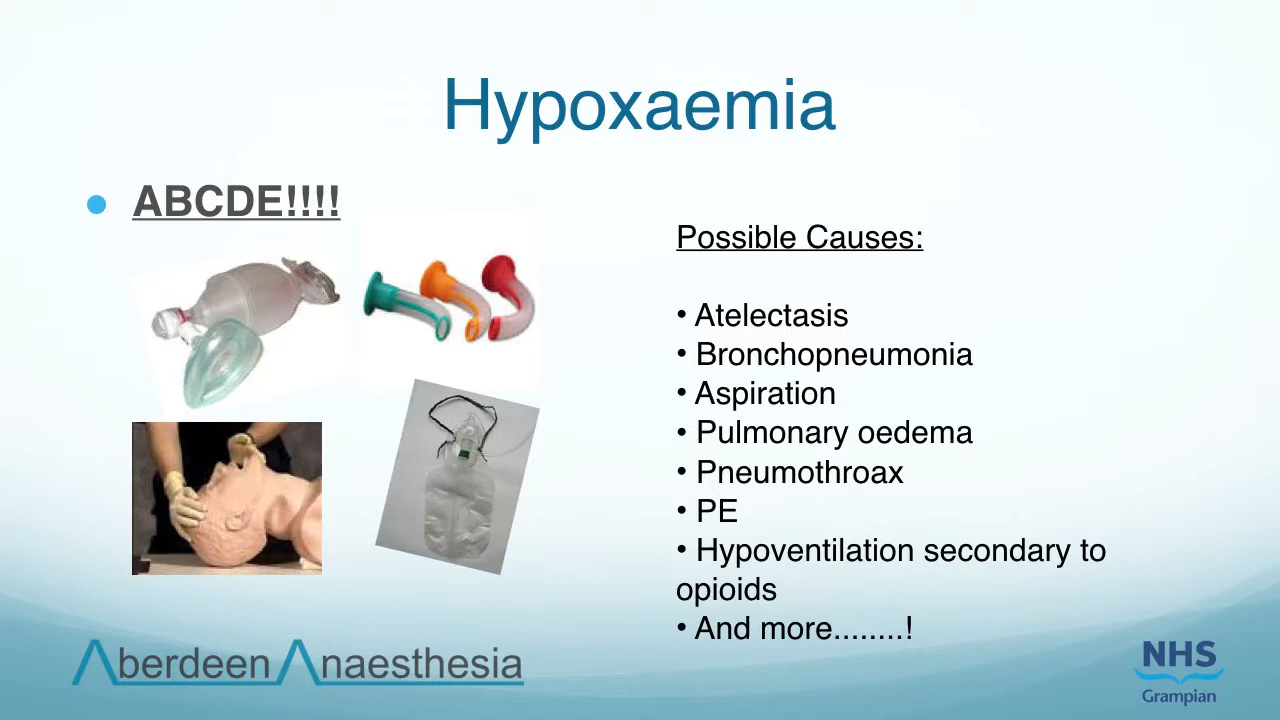 Hypoxaemia
• ABCDE!!!!
Possible Causes:
• Atelectasis
• Bronchopneumonia
• Aspiration
• Pulmonary oedema
• Pneumothroax
• PE
• Hypoventilation secondary to
opioids
• And more........!
Aberdeen Anaesthesia
NHS
Grampian